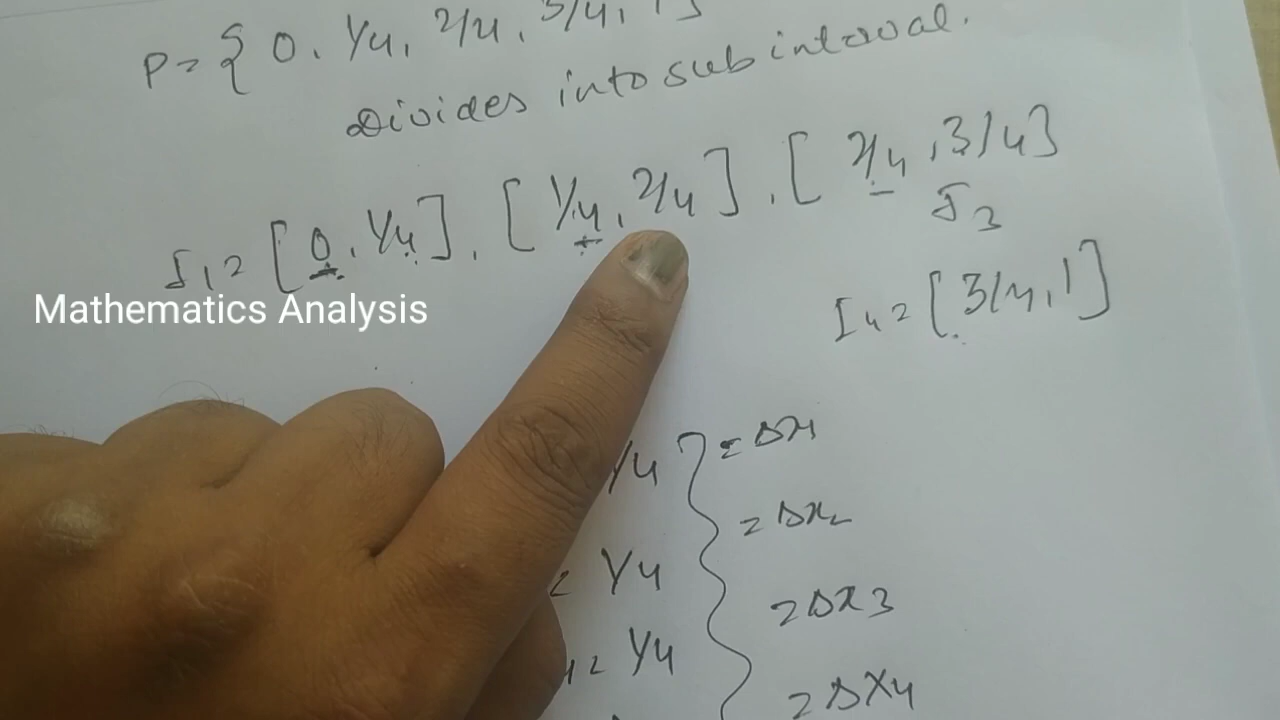 P = { 0, 1/4, 2/4, 3/4, 1 }
Divides into subinterval.
I1 = [ 0, 1/4 ], [ 1/4, 2/4 ], [ 2/4, 3/4 ]
I3
I4 = [ 3/4, 1 ]
Mathematics Analysis
1/4 } = Δx1
= 1/4 = Δx2
= 1/4 = Δx3
= Δx4